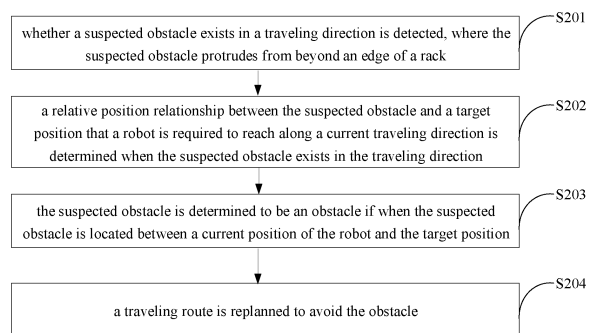 whether a suspected obstacle exists in a traveling direction is detected, where the
suspected obstacle protrudes from beyond an edge of a rack
S201
a relative position relationship between the suspected obstacle and a target
position that a robot is required to reach along a current traveling direction is
determined when the suspected obstacle exists in the traveling direction
S202
the suspected obstacle is determined to be an obstacle if when the suspected
obstacle is located between a current position of the robot and the target position
S203
a traveling route is replanned to avoid the obstacle
S204